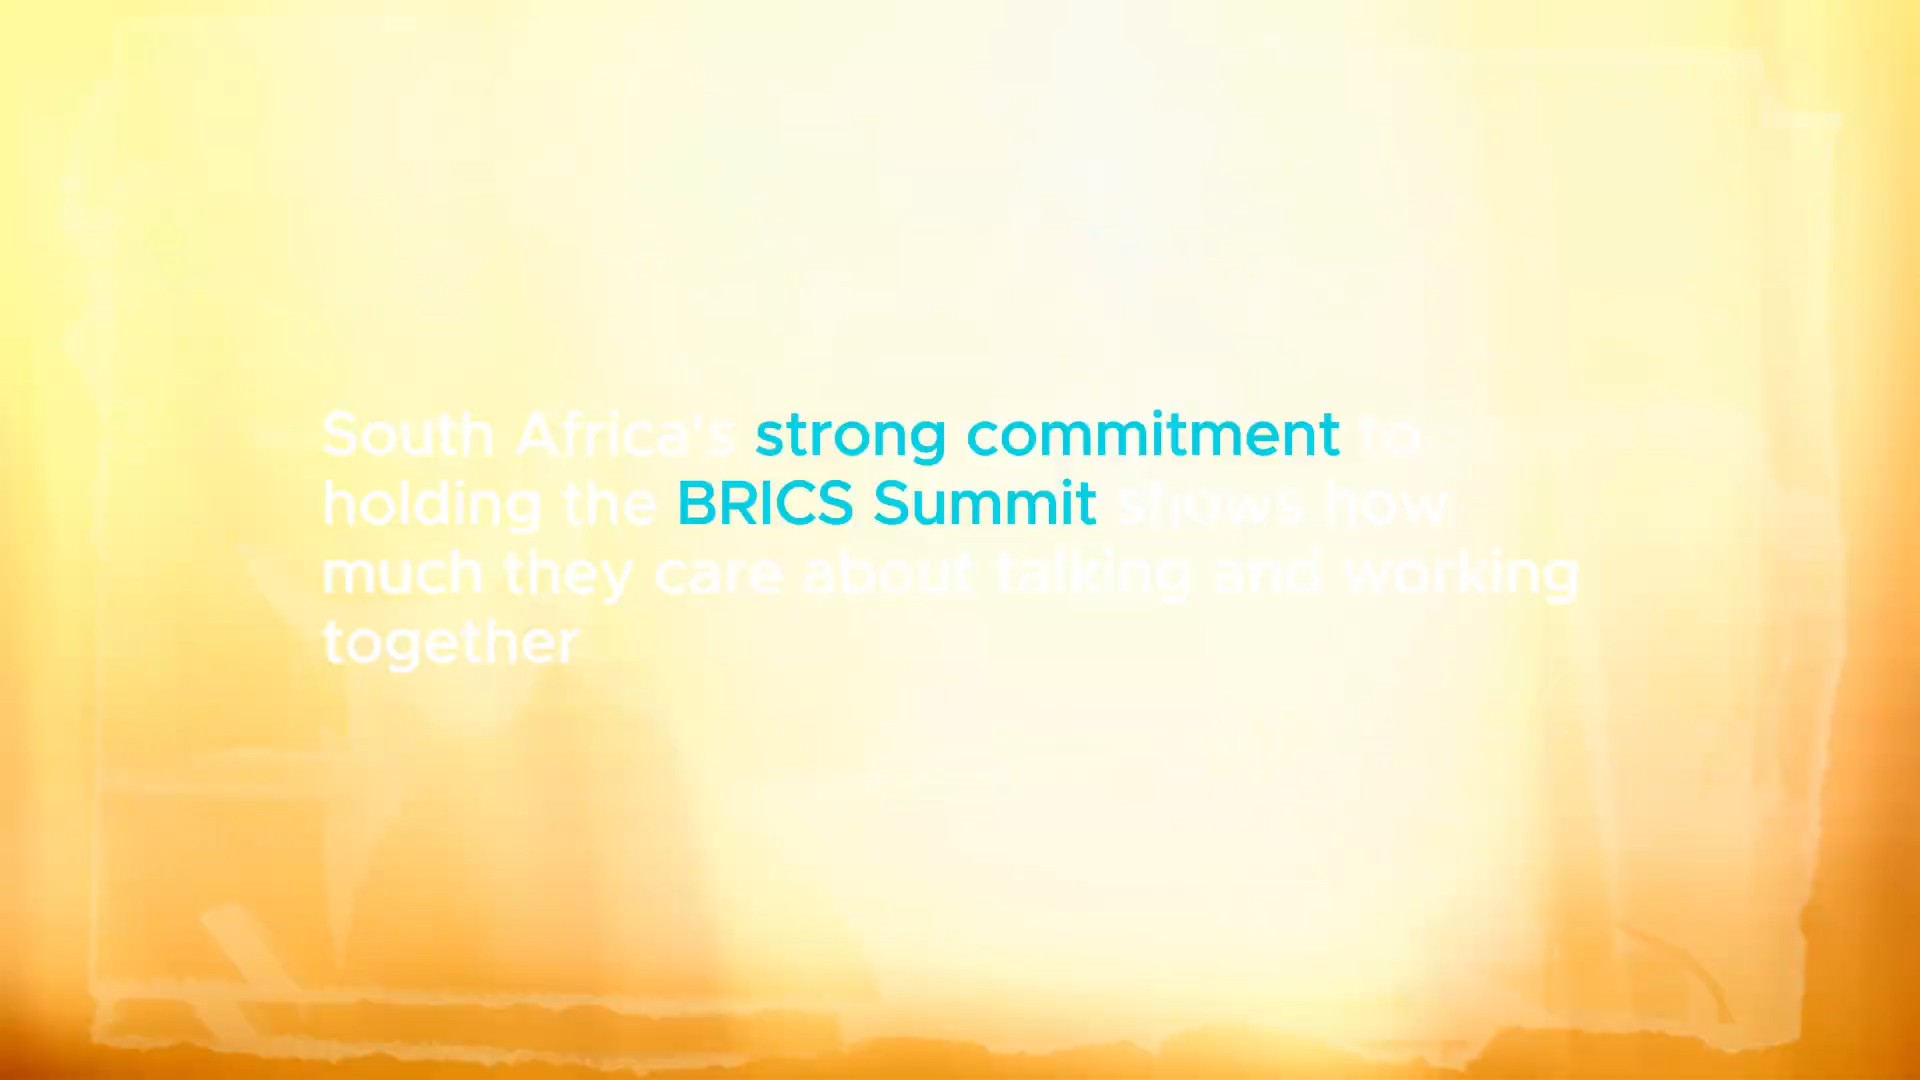 South Africa's strong commitment to
holding the BRICS Summit shows how
much they care about talking and working
together